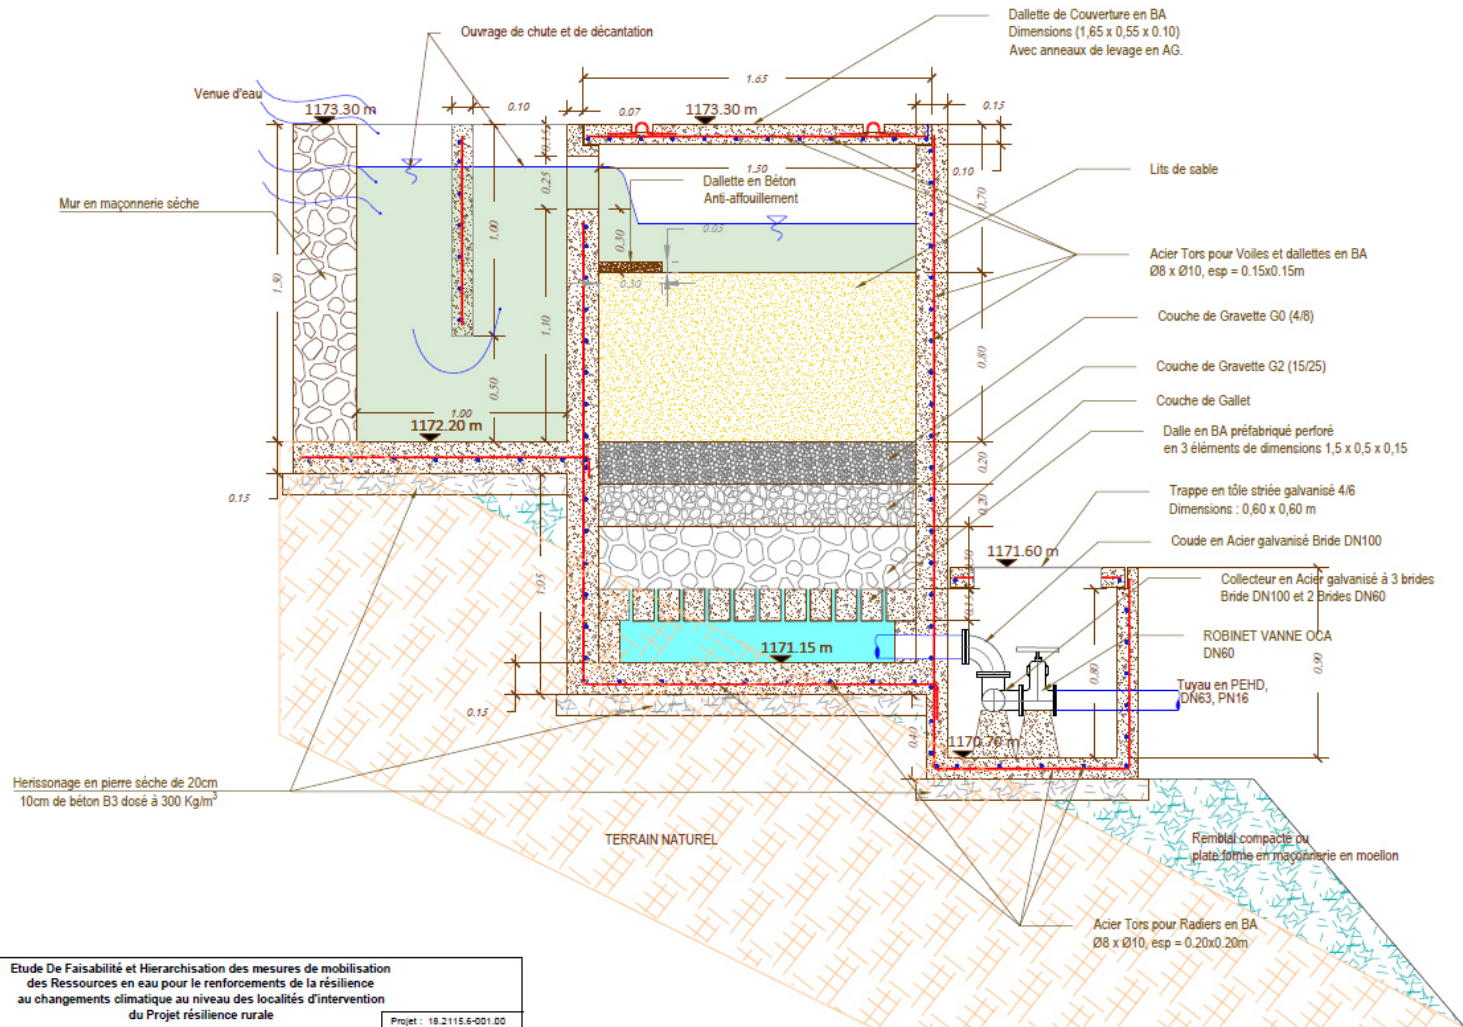 Ouvrage de chute et de décantation
Dallette de Couverture en BA
Dimensions (1,65 x 0,55 x 0.10)
Avec anneaux de levage en AG.
Venue d'eau
1173.30 m
0.10
0.07
1.65
1173.30 m
0.15
0.15
0.25
1.50
0.10
0.70
Dallette en Béton
Anti-affouillement
Lits de sable
Mur en maçonnerie sèche
1.00
0.30
0.05
0.30
Acier Tors pour Voiles et dallettes en BA
Ø8 x Ø10, esp = 0.15x0.15m
1.10
0.80
Couche de Gravette G0 (4/8)
Couche de Gravette G2 (15/25)
0.50
1.00
1172.20 m
Couche de Gallet
Dalle en BA préfabriqué perforé
en 3 éléments de dimensions 1,5 x 0,5 x 0,15
0.20
0.20
0.15
Trappe en tôle striée galvanisé 4/6
Dimensions : 0,60 x 0,60 m
1171.60 m
Coude en Acier galvanisé Bride DN100
Collecteur en Acier galvanisé à 3 brides
Bride DN100 et 2 Brides DN60
1.05
0.15
ROBINET VANNE OCA
DN60
1171.15 m
0.80
0.90
Tuyau en PEHD,
DN63, PN16
0.15
0.40
1170.70 m
Herissonage en pierre séche de 20cm
10cm de béton B3 dosé à 300 Kg/m³
TERRAIN NATUREL
Remblai compacté ou
plate forme en maçonnerie en moellon
Acier Tors pour Radiers en BA
Ø8 x Ø10, esp = 0.20x0.20m
Etude De Faisabilité et Hierarchisation des mesures de mobilisation
des Ressources en eau pour le renforcements de la résilience
au changements climatique au niveau des localités d'intervention
du Projet résilience rurale
Projet : 18.2115.6-001.00